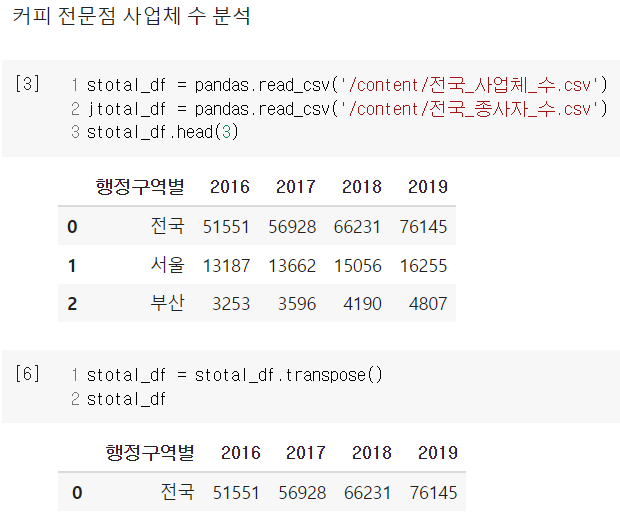 커피 전문점 사업체 수 분석
[3] 1 stotal_df = pandas.read_csv('/content/전국_사업체_수.csv')
2 jtotal_df = pandas.read_csv('/content/전국_종사자_수.csv')
3 stotal_df.head(3)
행정구역별 2016 2017 2018 2019
0 전국 51551 56928 66231 76145
1 서울 13187 13662 15056 16255
2 부산 3253 3596 4190 4807
[6] 1 stotal_df = stotal_df.transpose()
2 stotal_df
행정구역별 2016 2017 2018 2019
0 전국 51551 56928 66231 76145